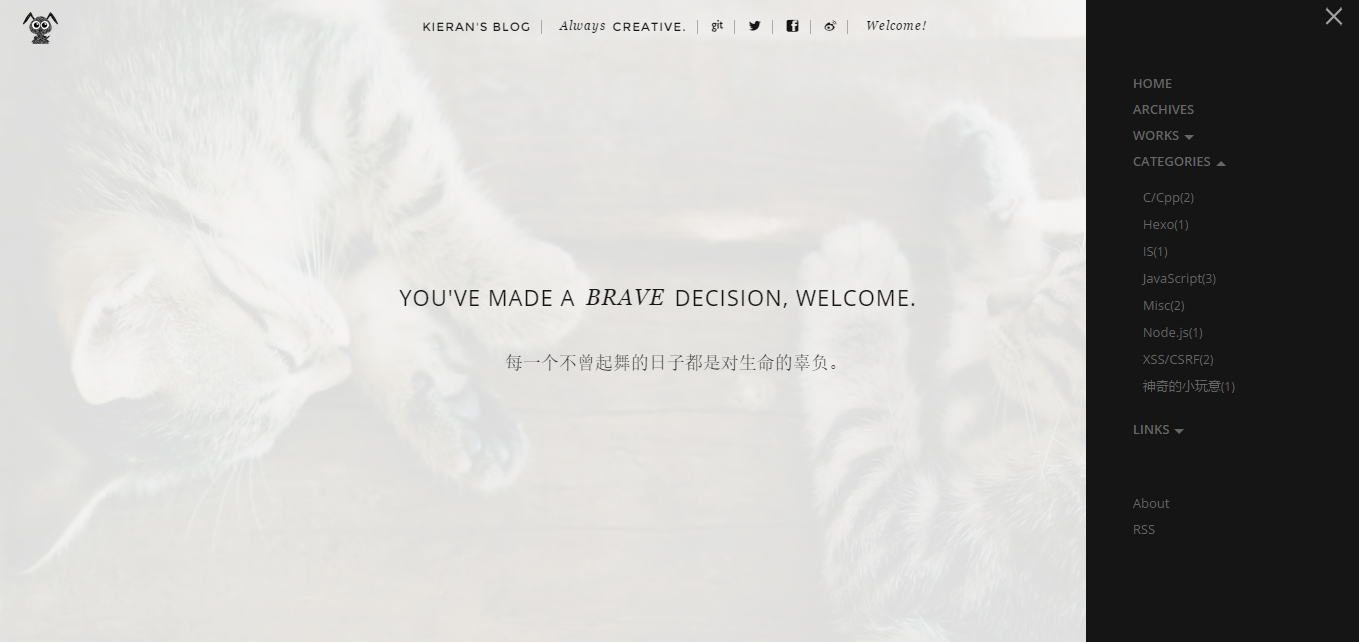 KIERAN'S BLOG Always CREATIVE. git Welcome!
YOU'VE MADE A BRAVE DECISION, WELCOME.
每一个不曾起舞的日子都是对生命的辜负。
HOME
ARCHIVES
WORKS
CATEGORIES
C/Cpp(2)
Hexo(1)
IS(1)
JavaScript(3)
Misc(2)
Node.js(1)
XSS/CSRF(2)
神奇的小玩意(1)
LINKS
About
RSS